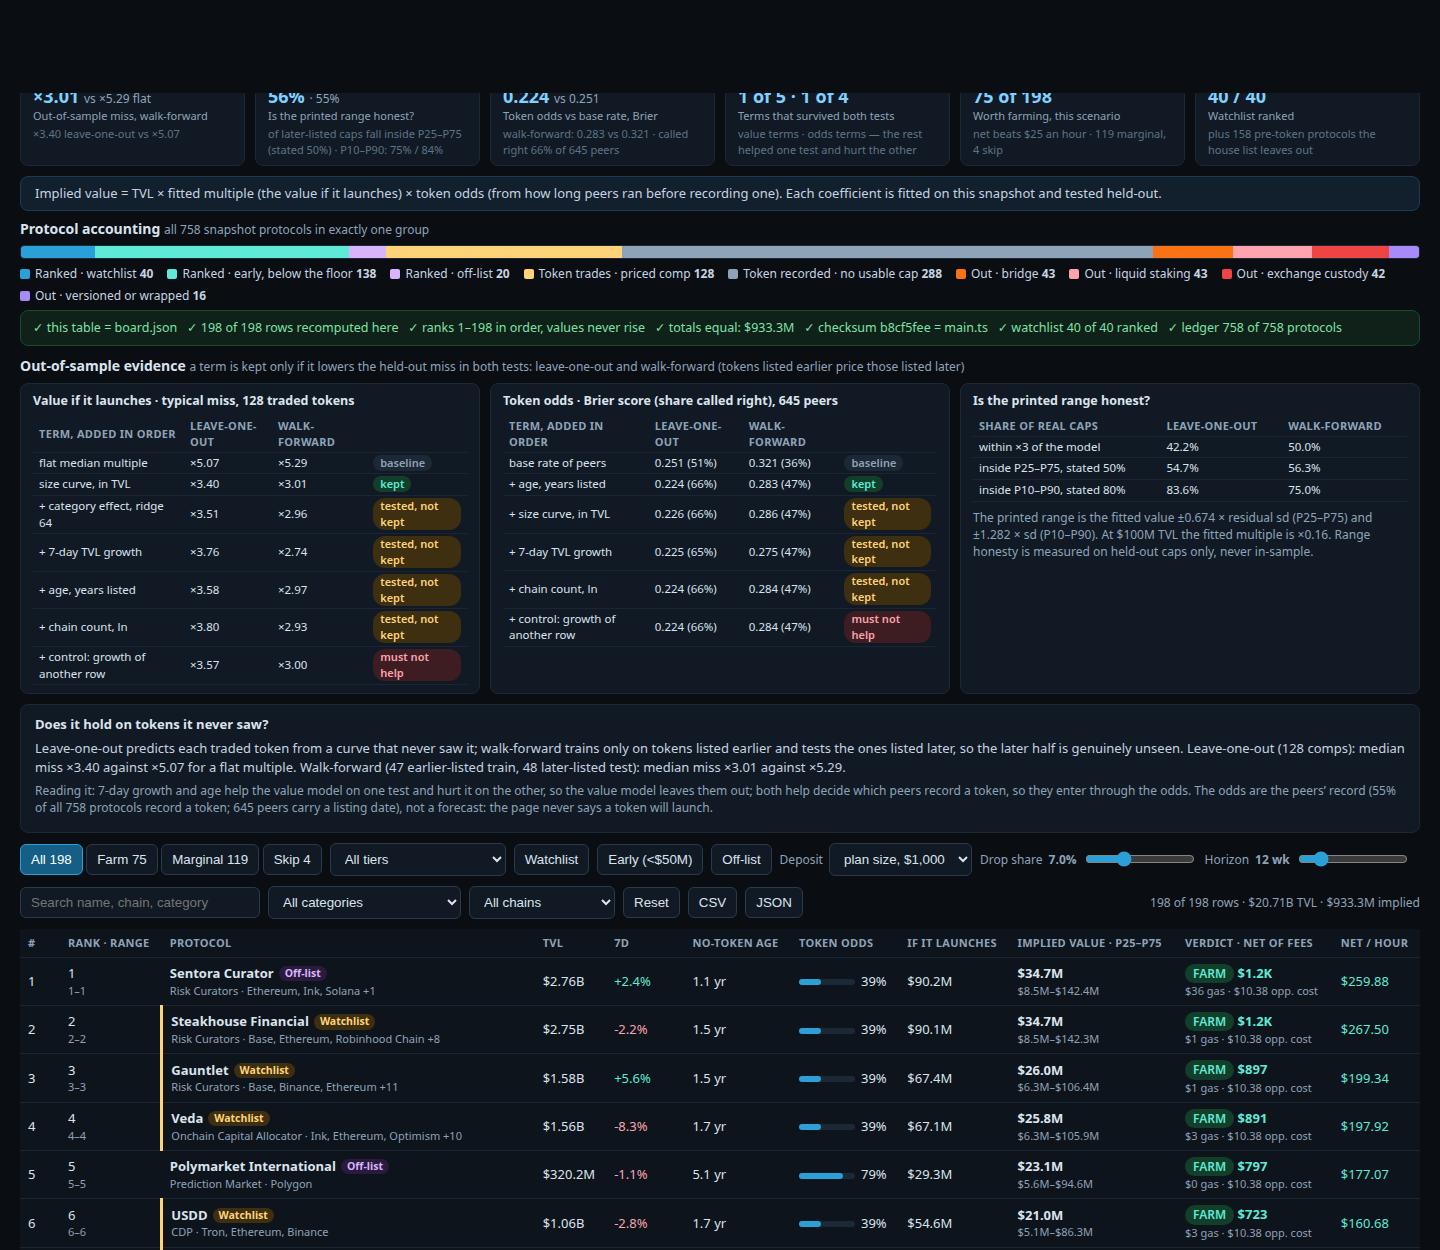 ×3.01 vs ×5.29 flat
Out-of-sample miss, walk-forward
×3.40 leave-one-out vs ×5.07
56% · 55%
Is the printed range honest?
of later-listed caps fall inside P25–P75
(stated 50%) · P10–P90: 75% / 84%
0.224 vs 0.251
Token odds vs base rate, Brier
walk-forward: 0.283 vs 0.321 · called
right 66% of 645 peers
1 of 5 · 1 of 4
Terms that survived both tests
value terms · odds terms — the rest
helped one test and hurt the other
75 of 198
Worth farming, this scenario
net beats $25 an hour · 119 marginal,
4 skip
40 / 40
Watchlist ranked
plus 158 pre-token protocols the
house list leaves out
Implied value = TVL × fitted multiple (the value if it launches) × token odds (from how long peers ran before recording one). Each coefficient is fitted on this snapshot and tested held-out.
Protocol accounting all 758 snapshot protocols in exactly one group
Ranked · watchlist 40 Ranked · early, below the floor 138 Ranked · off-list 20 Token trades · priced comp 128 Token recorded · no usable cap 288 Out · bridge 43 Out · liquid staking 43 Out · exchange custody 42
Out · versioned or wrapped 16
✓ this table = board.json ✓ 198 of 198 rows recomputed here ✓ ranks 1–198 in order, values never rise ✓ totals equal: $933.3M ✓ checksum b8cf5fee = main.ts ✓ watchlist 40 of 40 ranked ✓ ledger 758 of 758 protocols
Out-of-sample evidence a term is kept only if it lowers the held-out miss in both tests: leave-one-out and walk-forward (tokens listed earlier price those listed later)
Value if it launches · typical miss, 128 traded tokens
TERM, ADDED IN ORDER LEAVE-ONE-OUT WALK-FORWARD
flat median multiple ×5.07 ×5.29 baseline
size curve, in TVL ×3.40 ×3.01 kept
+ category effect, ridge 64 ×3.51 ×2.96 tested, not kept
+ 7-day TVL growth ×3.76 ×2.74 tested, not kept
+ age, years listed ×3.58 ×2.97 tested, not kept
+ chain count, ln ×3.80 ×2.93 tested, not kept
+ control: growth of another row ×3.57 ×3.00 must not help
Token odds · Brier score (share called right), 645 peers
TERM, ADDED IN ORDER LEAVE-ONE-OUT WALK-FORWARD
base rate of peers 0.251 (51%) 0.321 (36%) baseline
+ age, years listed 0.224 (66%) 0.283 (47%) kept
+ size curve, in TVL 0.226 (66%) 0.286 (47%) tested, not kept
+ 7-day TVL growth 0.225 (65%) 0.275 (47%) tested, not kept
+ chain count, ln 0.224 (66%) 0.284 (47%) tested, not kept
+ control: growth of another row 0.224 (66%) 0.284 (47%) must not help
Is the printed range honest?
SHARE OF REAL CAPS LEAVE-ONE-OUT WALK-FORWARD
within ×3 of the model 42.2% 50.0%
inside P25–P75, stated 50% 54.7% 56.3%
inside P10–P90, stated 80% 83.6% 75.0%
The printed range is the fitted value ±0.674 × residual sd (P25–P75) and
±1.282 × sd (P10–P90). At $100M TVL the fitted multiple is ×0.16. Range
honesty is measured on held-out caps only, never in-sample.
Does it hold on tokens it never saw?
Leave-one-out predicts each traded token from a curve that never saw it; walk-forward trains only on tokens listed earlier and tests the ones listed later, so the later half is genuinely unseen. Leave-one-out (128 comps): median
miss ×3.40 against ×5.07 for a flat multiple. Walk-forward (47 earlier-listed train, 48 later-listed test): median miss ×3.01 against ×5.29.
Reading it: 7-day growth and age help the value model on one test and hurt it on the other, so the value model leaves them out; both help decide which peers record a token, so they enter through the odds. The odds are the peers’ record (55%
of all 758 protocols record a token; 645 peers carry a listing date), not a forecast: the page never says a token will launch.
All 198 Farm 75 Marginal 119 Skip 4 All tiers Watchlist Early (<$50M) Off-list Deposit plan size, $1,000 Drop share 7.0% Horizon 12 wk
Search name, chain, category All categories All chains Reset CSV JSON 198 of 198 rows · $20.71B TVL · $933.3M implied
# RANK · RANGE PROTOCOL TVL 7D NO-TOKEN AGE TOKEN ODDS IF IT LAUNCHES IMPLIED VALUE · P25–P75 VERDICT · NET OF FEES NET / HOUR
1 1 Sentora Curator Off-list $2.76B +2.4% 1.1 yr 39% $90.2M $34.7M FARM $1.2K $259.88
1–1 Risk Curators · Ethereum, Ink, Solana +1 $8.5M–$142.4M $36 gas · $10.38 opp. cost
2 2 Steakhouse Financial Watchlist $2.75B -2.2% 1.5 yr 39% $90.1M $34.7M FARM $1.2K $267.50
2–2 Risk Curators · Base, Ethereum, Robinhood Chain +8 $8.5M–$142.3M $1 gas · $10.38 opp. cost
3 3 Gauntlet Watchlist $1.58B +5.6% 1.5 yr 39% $67.4M $26.0M FARM $897 $199.34
3–3 Risk Curators · Base, Binance, Ethereum +11 $6.3M–$106.4M $1 gas · $10.38 opp. cost
4 4 Veda Watchlist $1.56B -8.3% 1.7 yr 39% $67.1M $25.8M FARM $891 $197.92
4–4 Onchain Capital Allocator · Ink, Ethereum, Optimism +10 $6.3M–$105.9M $3 gas · $10.38 opp. cost
5 5 Polymarket International Off-list $320.2M -1.1% 5.1 yr 79% $29.3M $23.1M FARM $797 $177.07
5–5 Prediction Market · Polygon $5.6M–$94.6M $0 gas · $10.38 opp. cost
6 6 USDD Watchlist $1.06B -2.8% 1.7 yr 39% $54.6M $21.0M FARM $723 $160.68
6–6 CDP · Tron, Ethereum, Binance $5.1M–$86.3M $3 gas · $10.38 opp. cost